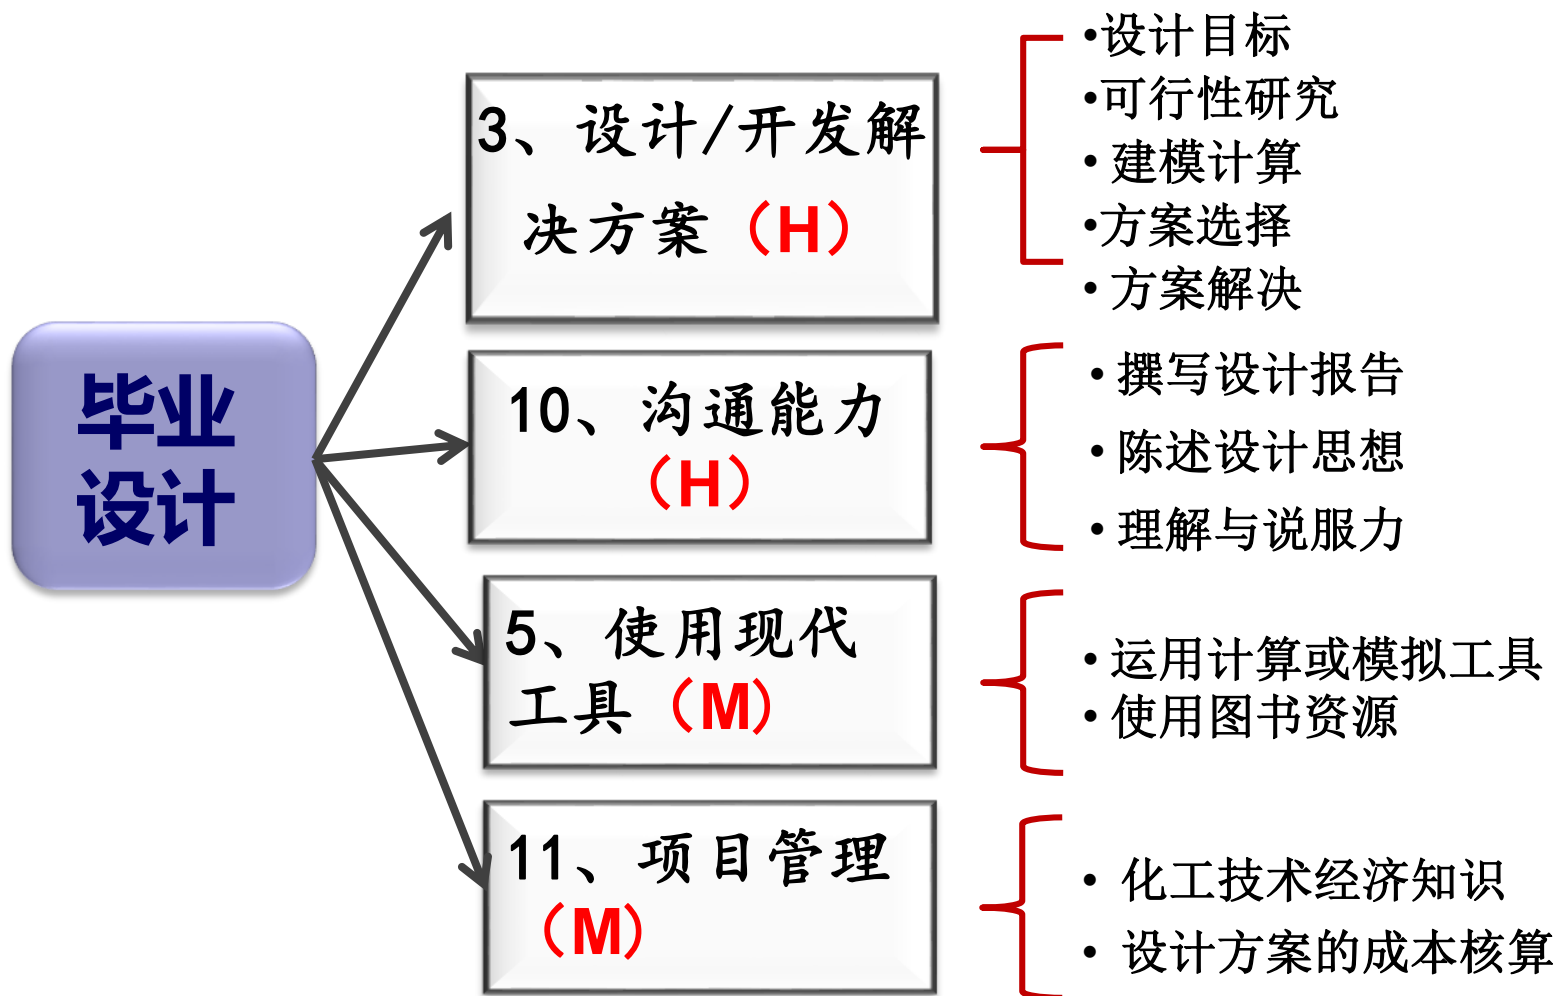 毕业
设计
3、设计/开发解
决方案（H）
•设计目标
•可行性研究
• 建模计算
•方案选择
• 方案解决
10、沟通能力
（H）
• 撰写设计报告
• 陈述设计思想
• 理解与说服力
5、使用现代
工具（M）
• 运用计算或模拟工具
• 使用图书资源
11、项目管理
（M）
• 化工技术经济知识
• 设计方案的成本核算